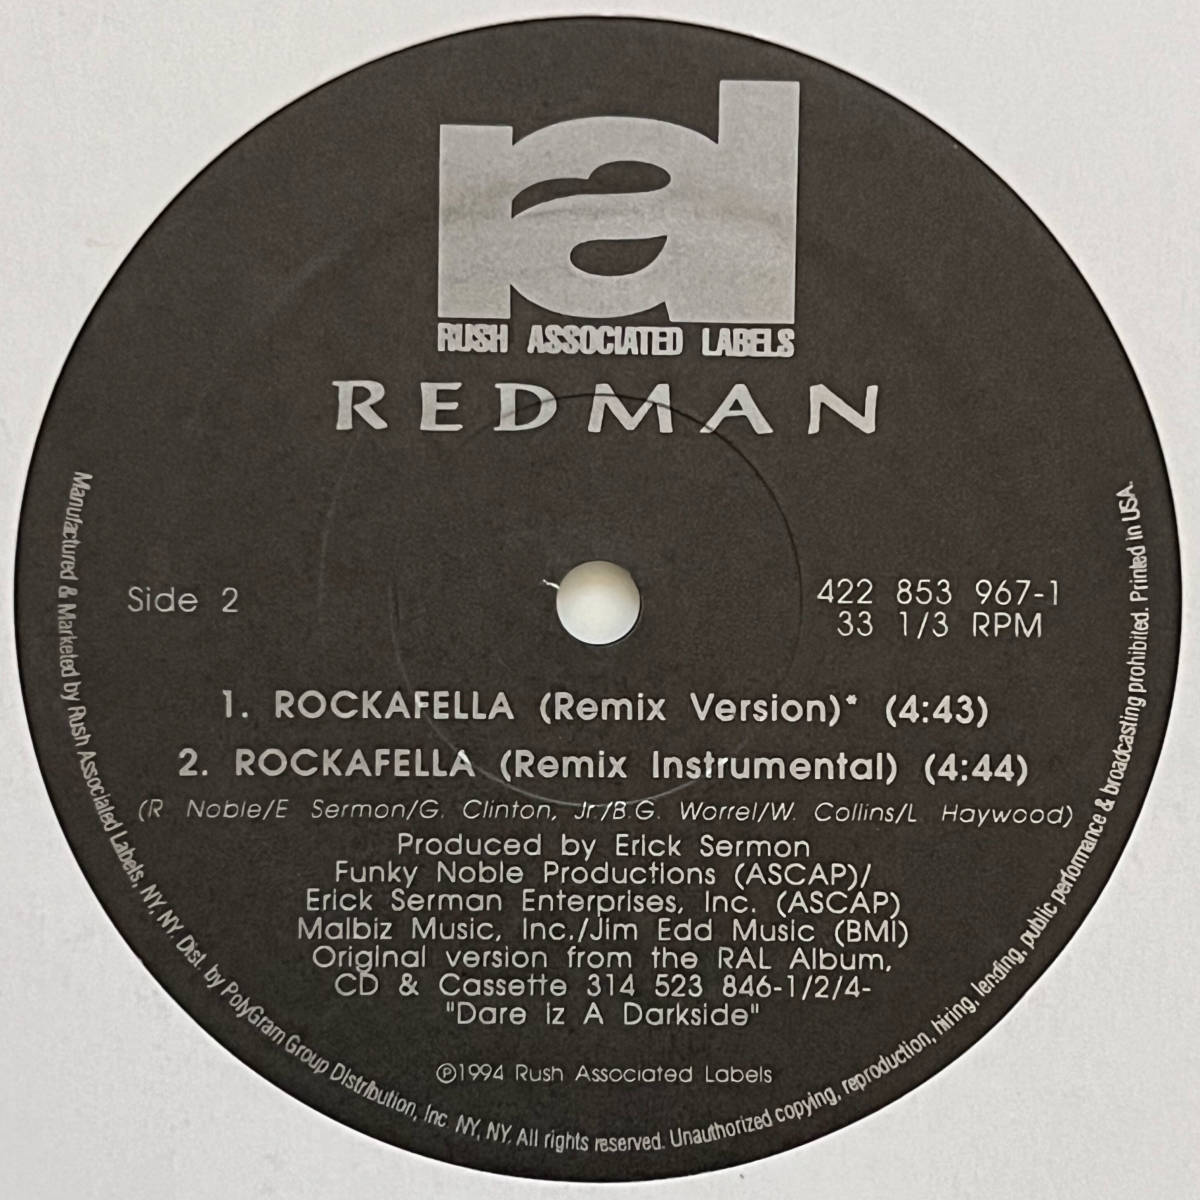 ral
RUSH ASSOCIATED LABELS
REDMAN
Side 2
422 853 967-1
33 1/3 RPM
1. ROCKAFELLA (Remix Version)* (4:43)
2. ROCKAFELLA (Remix Instrumental) (4:44)
(R Noble/E Sermon/G. Clinton, Jr./B.G. Worrel/W. Collins/L Haywood)
Produced by Erick Sermon
Funky Noble Productions (ASCAP)/
Erick Serman Enterprises, Inc. (ASCAP)
Malbiz Music, Inc./Jim Edd Music (BMI)
Original version from the RAL Album,
CD & Cassette 314 523 846-1/2/4-
"Dare Iz A Darkside"
℗1994 Rush Associated Labels
Manufactured & Marketed by Rush Associated Labels, NY, NY. Dist. by PolyGram Group Distribution, Inc. NY, NY. All rights reserved. Unauthorized copying, reproduction, hiring, lending, public performance & broadcasting prohibited. Printed in USA.